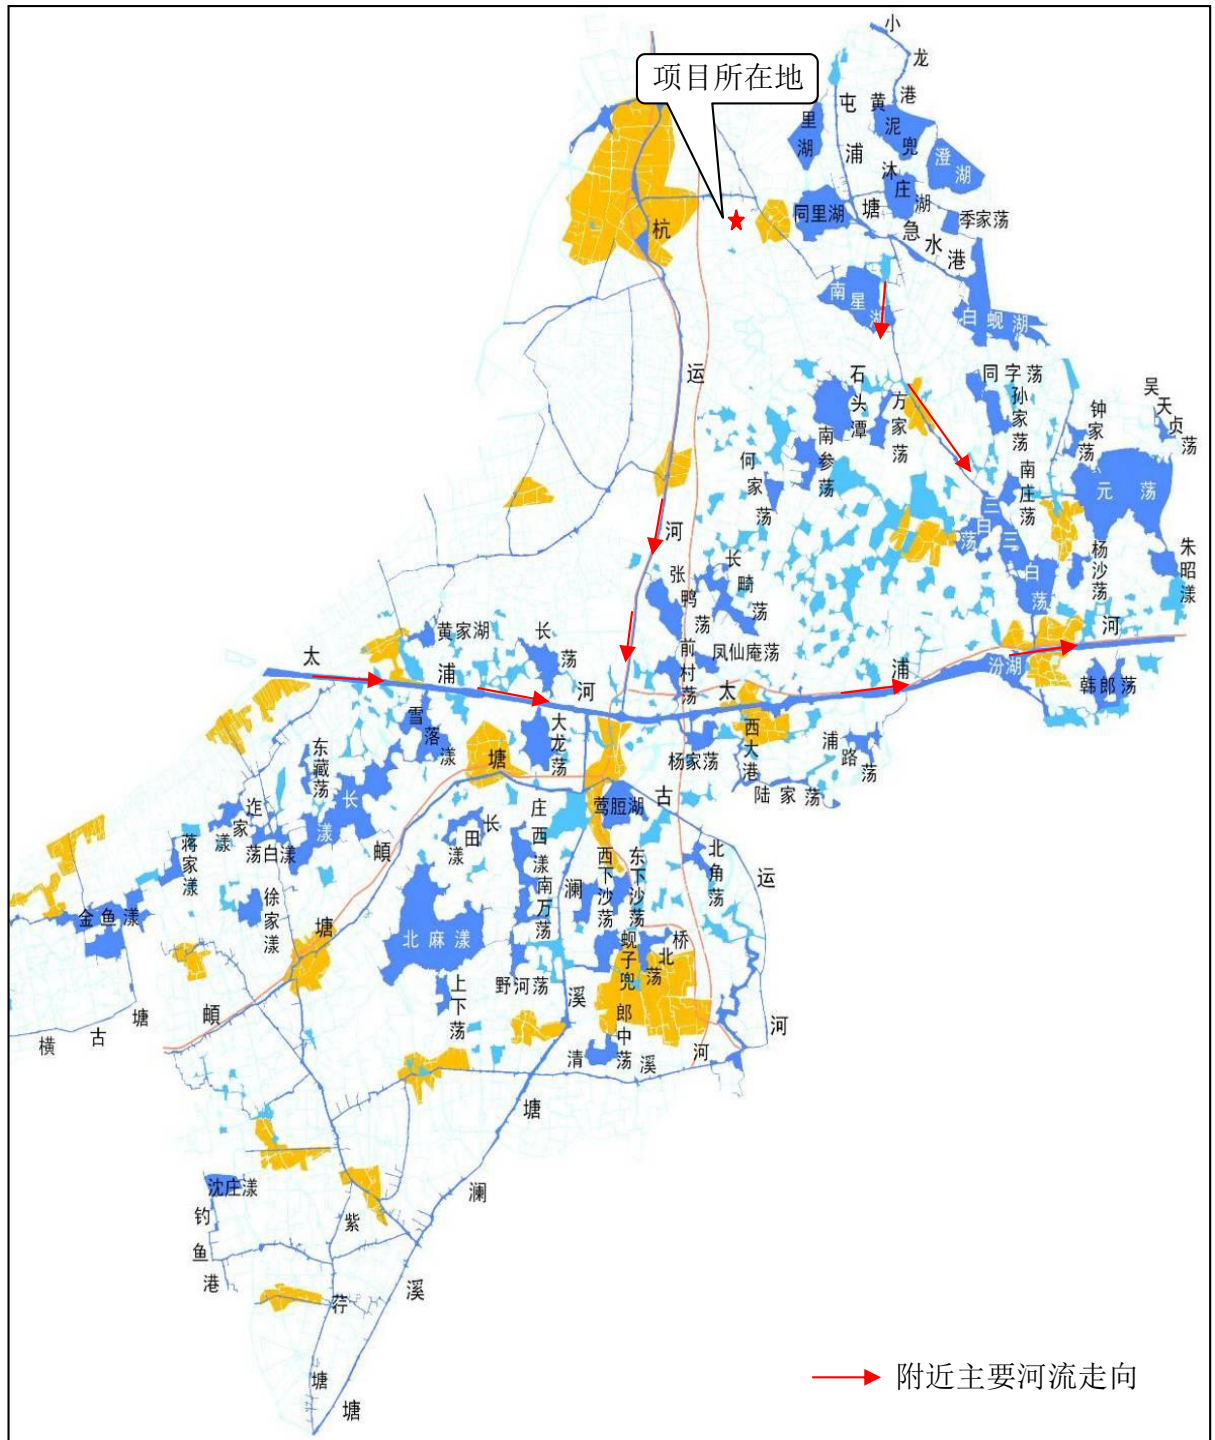 小龙港
项目所在地
屯浦塘
黄泥兜
里湖
澄湖
沐庄湖
同里湖
季家荡
急水港
杭
南星湖
白蚬湖
运
石头潭
方家荡
同字荡
孙家荡
钟家荡
吴天贞荡
南参荡
何家荡
南庄荡
元荡
三白荡
三白荡
河
张鸭荡
长畸荡
杨沙荡
朱昭漾
黄家湖
长荡
前村荡
凤仙庵荡
太浦河
太浦河
汾湖
韩郎荡
雪落漾
大龙荡
杨家荡
西大港
浦路荡
陆家荡
东藏荡
长漾
塘
庄西漾
莺脰湖
古
迮家漾
荡白漾
蒋家漾
頔
长田漾
西下沙荡
东下沙荡
北角荡
运
徐家漾
南万荡
澜
金鱼漾
塘
北麻漾
蚬子兜
桥北荡
上下荡
野河荡
溪
郎中荡
河
横古塘
頔
清溪河
塘
沈庄漾
澜
钓鱼港
紫
溪
荇
塘
塘
附近主要河流走向